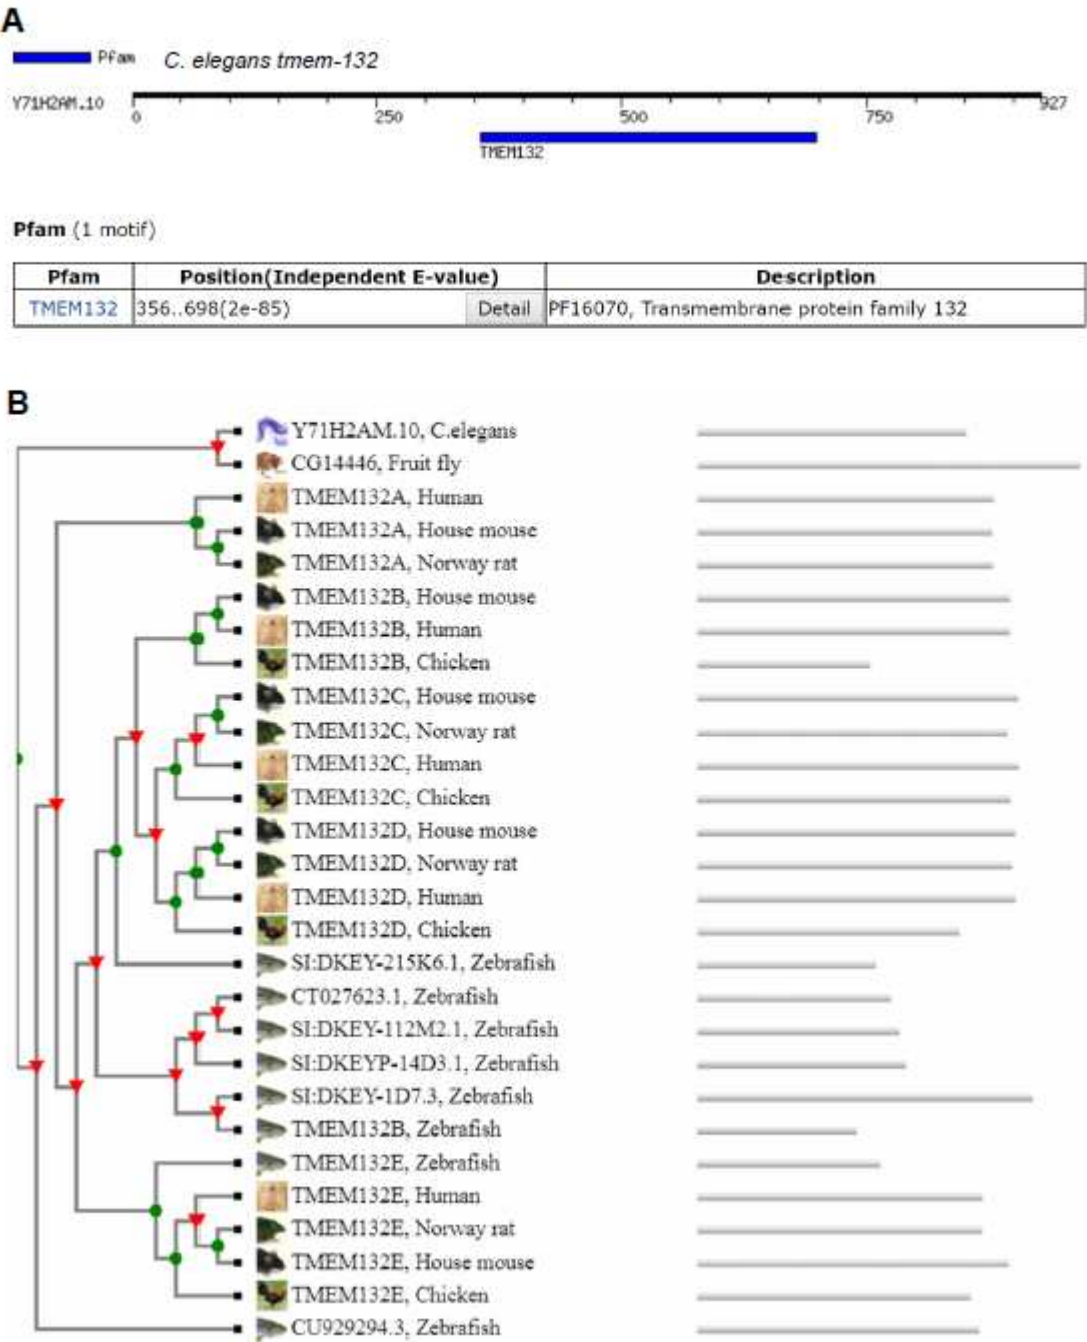 A
Pfam C. elegans tmem-132
Y71H2AM.10
0 250 500 750 927
TMEM132
Pfam (1 motif)
Pfam Position(Independent E-value) Description
TMEM132 356..698(2e-85) Detail PF16070, Transmembrane protein family 132
B
Y71H2AM.10, C.elegans
CG14446, Fruit fly
TMEM132A, Human
TMEM132A, House mouse
TMEM132A, Norway rat
TMEM132B, House mouse
TMEM132B, Human
TMEM132B, Chicken
TMEM132C, House mouse
TMEM132C, Norway rat
TMEM132C, Human
TMEM132C, Chicken
TMEM132D, House mouse
TMEM132D, Norway rat
TMEM132D, Human
TMEM132D, Chicken
SI:DKEY-215K6.1, Zebrafish
CT027623.1, Zebrafish
SI:DKEY-112M2.1, Zebrafish
SI:DKEYP-14D3.1, Zebrafish
SI:DKEY-1D7.3, Zebrafish
TMEM132B, Zebrafish
TMEM132E, Zebrafish
TMEM132E, Human
TMEM132E, Norway rat
TMEM132E, House mouse
TMEM132E, Chicken
CU929294.3, Zebrafish